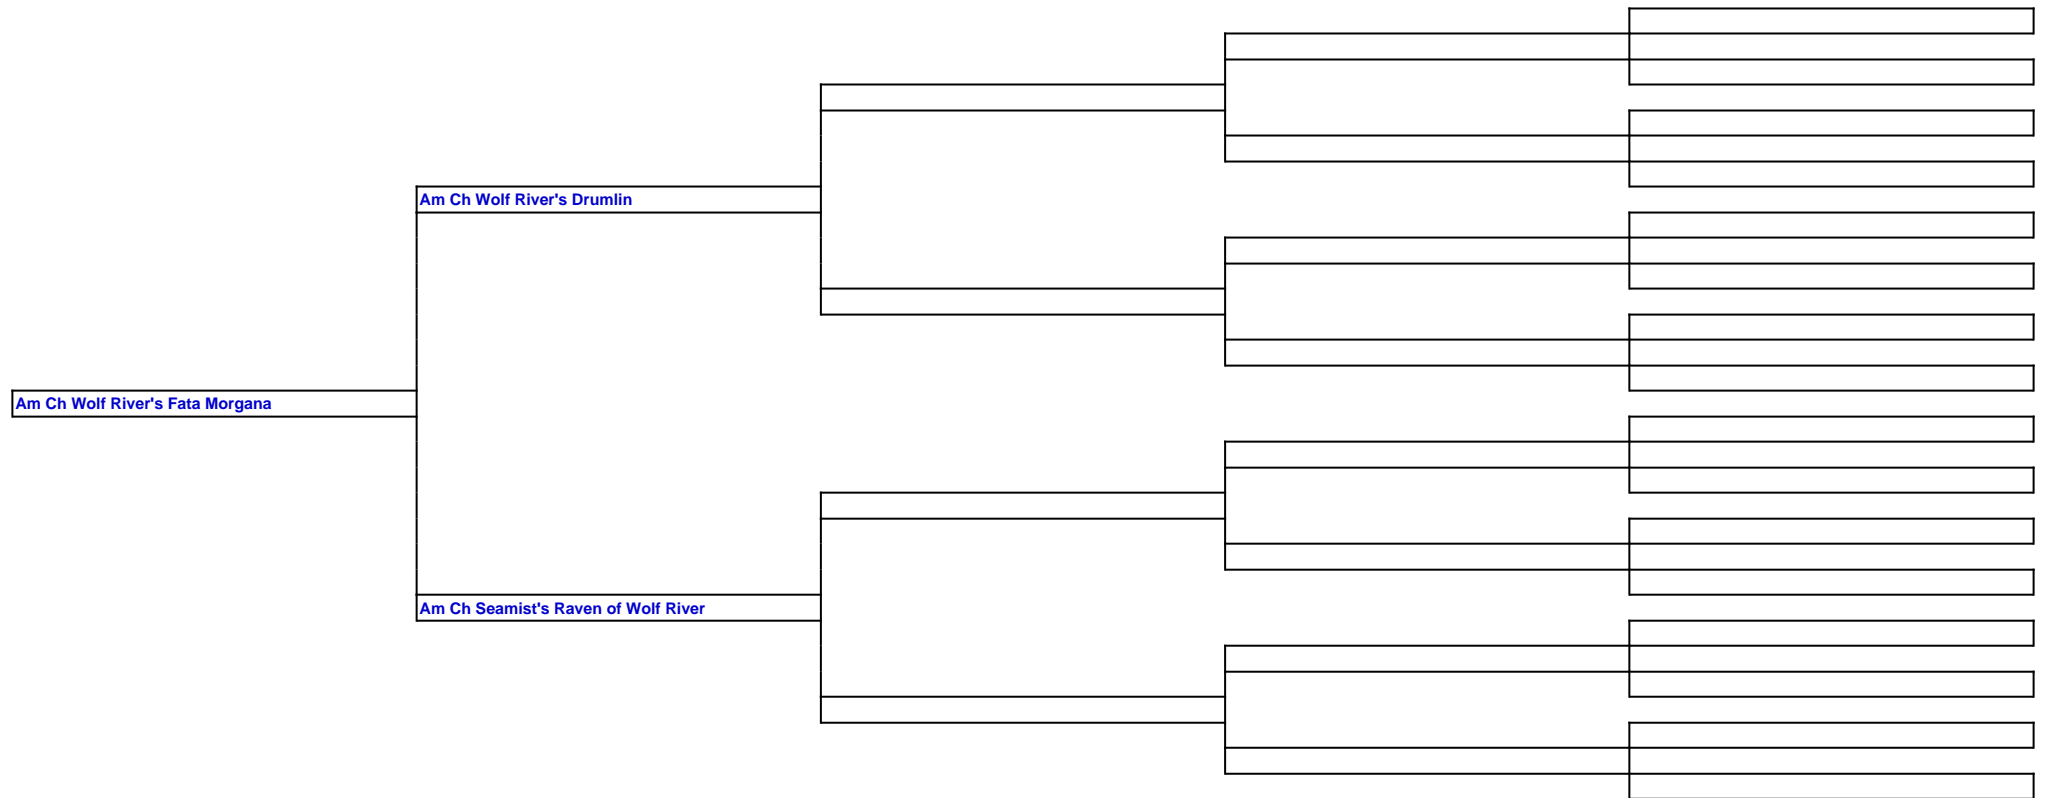 Am Ch Wolf River's Drumlin
Am Ch Wolf River's Fata Morgana
Am Ch Seamist's Raven of Wolf River